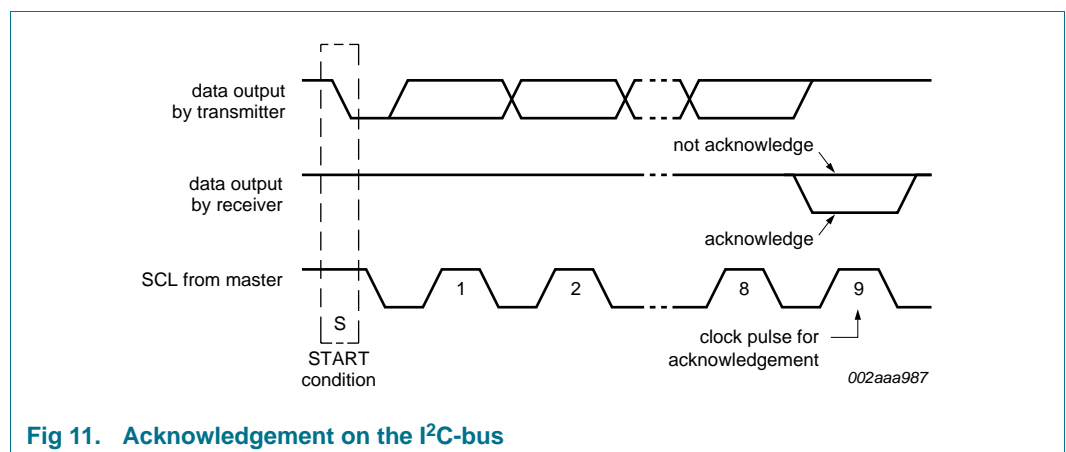 data output
by transmitter
not acknowledge
data output
by receiver
acknowledge
SCL from master
1
2
8
9
S
START
condition
clock pulse for
acknowledgement
002aaa987
Fig 11. Acknowledgement on the I²C-bus